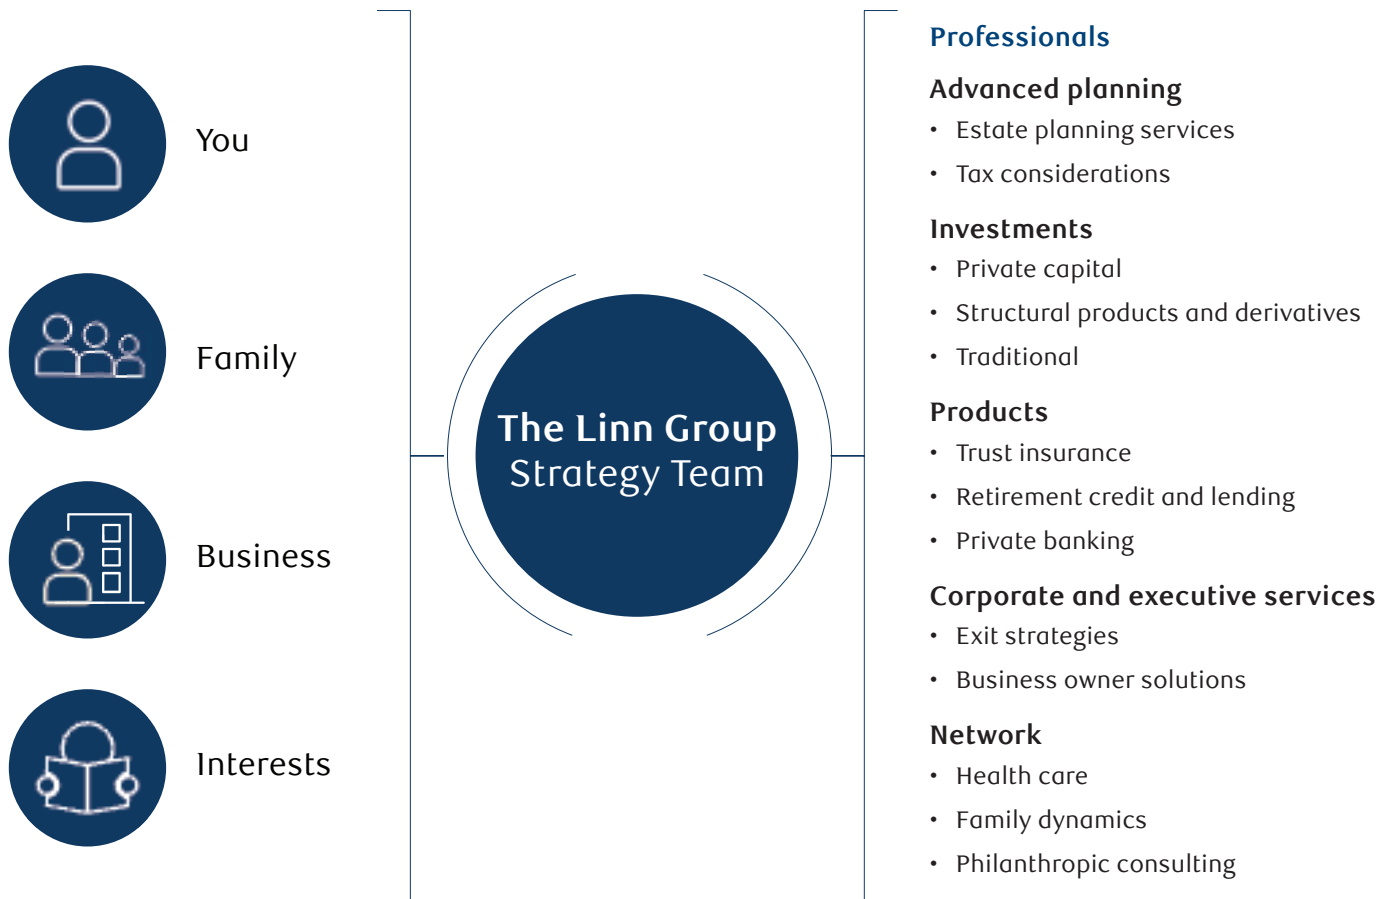 You
Family
Business
Interests
The Linn Group
Strategy Team
Professionals
Advanced planning
• Estate planning services
• Tax considerations
Investments
• Private capital
• Structural products and derivatives
• Traditional
Products
• Trust insurance
• Retirement credit and lending
• Private banking
Corporate and executive services
• Exit strategies
• Business owner solutions
Network
• Health care
• Family dynamics
• Philanthropic consulting